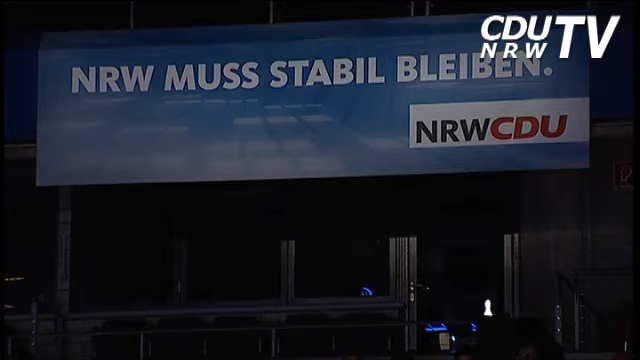 CDU TV
NRW
NRW MUSS STABIL BLEIBEN.
NRWCDU